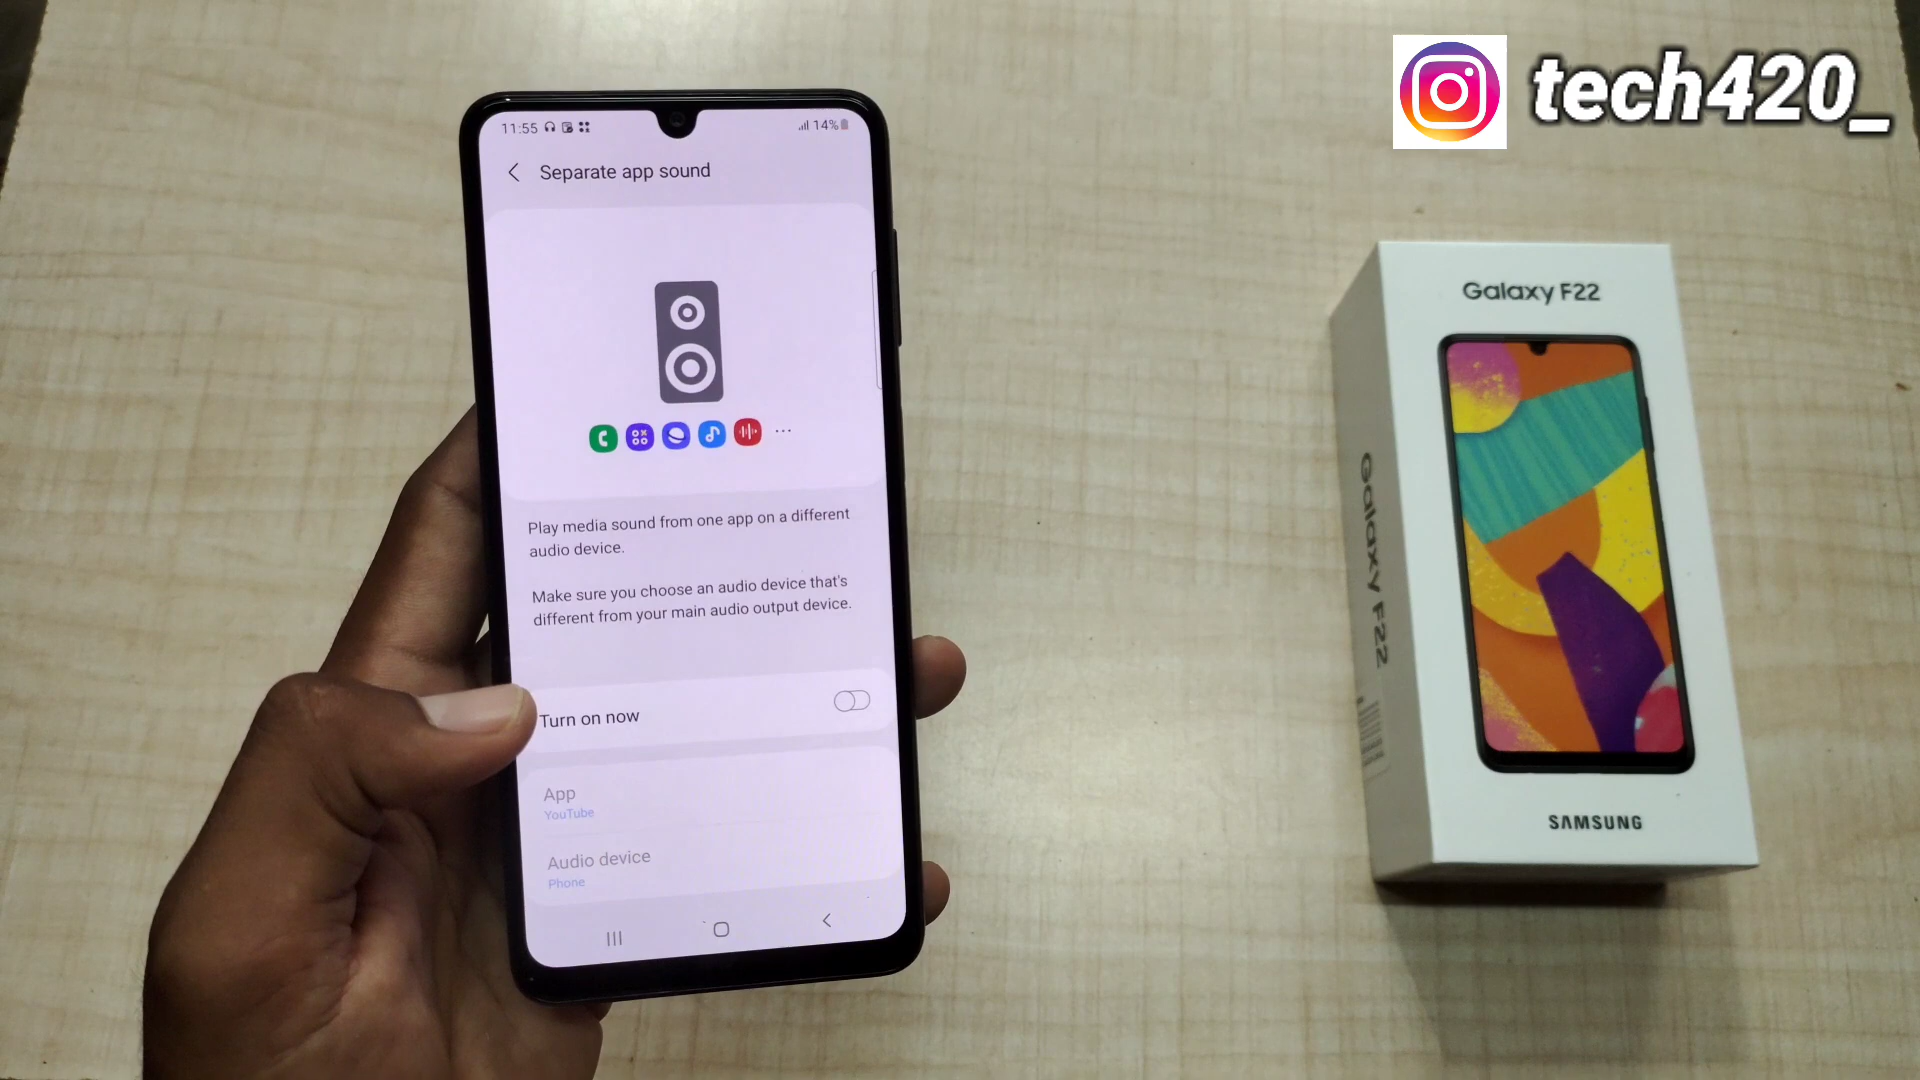 tech420_
11:55
14%
Separate app sound
Play media sound from one app on a different
audio device.
Make sure you choose an audio device that's
different from your main audio output device.
Turn on now
App
YouTube
Audio device
Phone
Galaxy F22
SAMSUNG
Galaxy F22